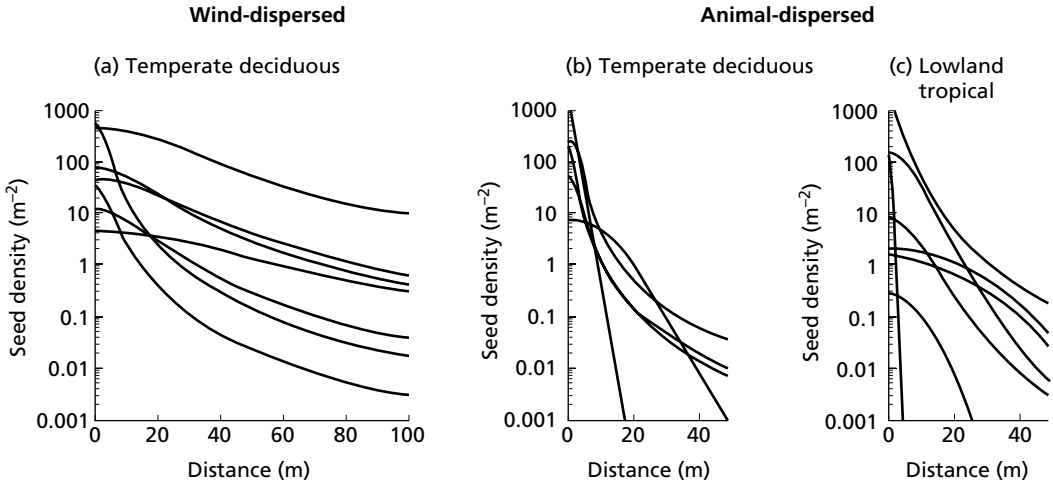 Wind-dispersed
Animal-dispersed
(a) Temperate deciduous
(b) Temperate deciduous
(c) Lowland
tropical
1000
100
10
1
0.1
0.01
0.001
Seed density (m⁻²)
0 20 40 60 80 100
Distance (m)
1000
100
10
1
0.1
0.01
0.001
Seed density (m⁻²)
0 20 40
Distance (m)
1000
100
10
1
0.1
0.01
0.001
Seed density (m⁻²)
0 20 40
Distance (m)